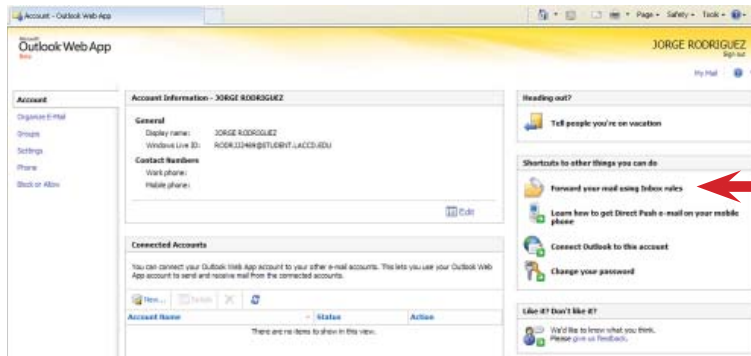 Account - Outlook Web App
Page
Safety
Tools
Microsoft
Outlook Web App
Beta
JORGE RODRIGUEZ
Sign out
My Mail
Account
Organize E-Mail
Groups
Settings
Phone
Block or Allow
Account Information - JORGE RODRIGUEZ
General
Display name: JORGE RODRIGUEZ
Windows Live ID:
Contact Numbers
Work phone:
Mobile phone:
Edit
Connected Accounts
You can connect your Outlook Web App account to your other e-mail accounts. This lets you use your Outlook Web
App account to send and receive mail from the connected accounts.
New...
Details
Account Name Status Action
There are no items to show in this view.
Heading out?
Tell people you're on vacation
Shortcuts to other things you can do
Forward your mail using Inbox rules
Learn how to get Direct Push e-mail on your mobile
phone
Connect Outlook to this account
Change your password
Like it? Don't like it?
We'd like to know what you think.
Please give us feedback.